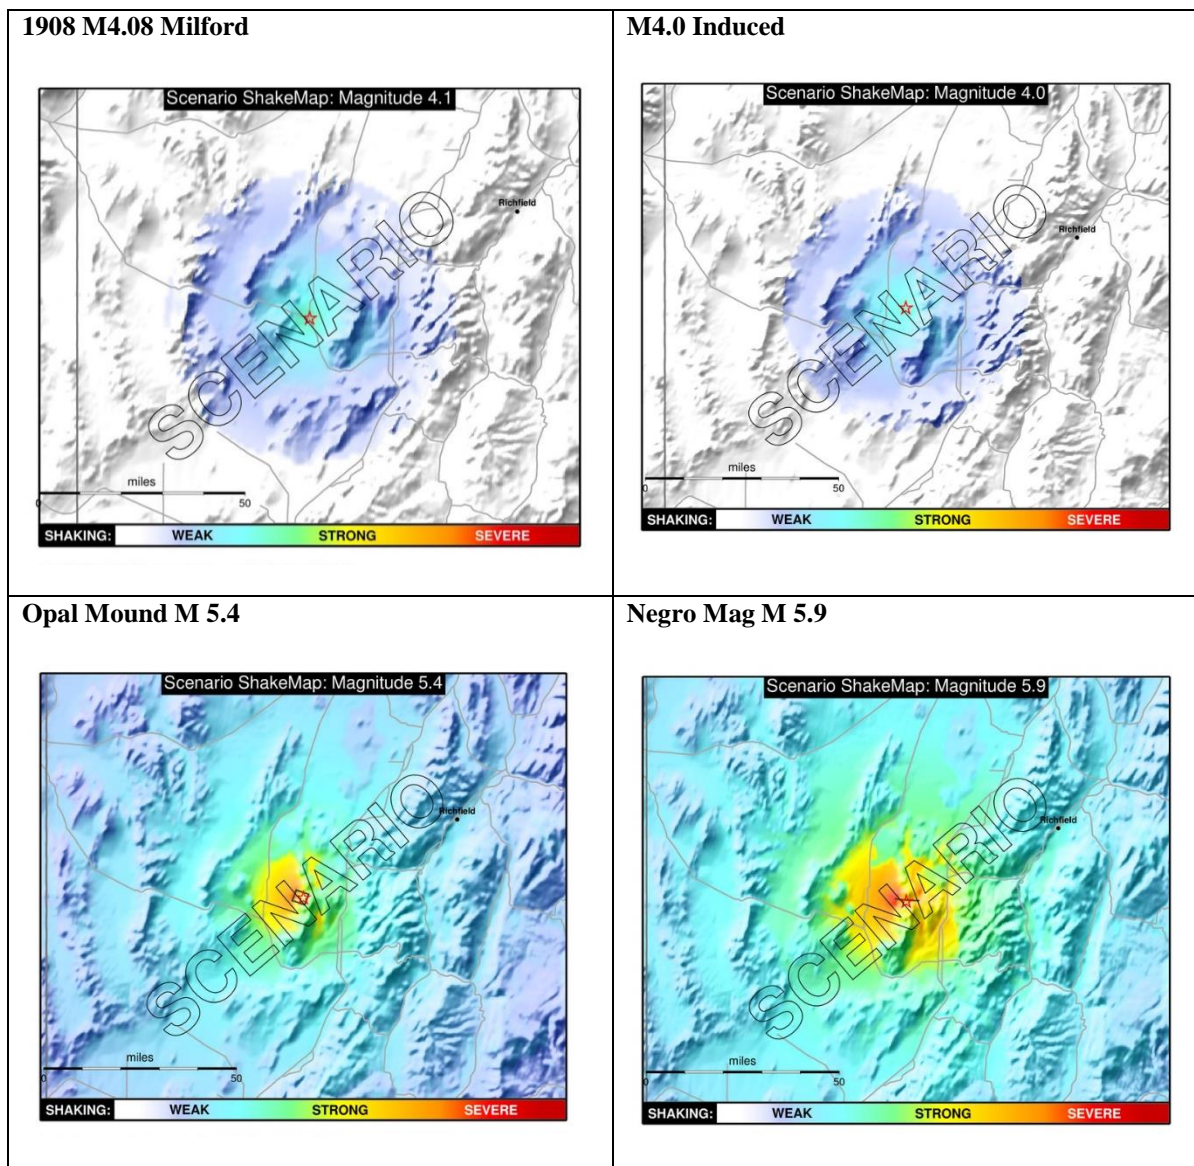 1908 M4.08 Milford
Scenario ShakeMap: Magnitude 4.1
Richfield
SCENARIO
miles
0 50
SHAKING: WEAK STRONG SEVERE
M4.0 Induced
Scenario ShakeMap: Magnitude 4.0
Richfield
SCENARIO
miles
0 50
SHAKING: WEAK STRONG SEVERE
Opal Mound M 5.4
Scenario ShakeMap: Magnitude 5.4
Richfield
SCENARIO
miles
0 50
SHAKING: WEAK STRONG SEVERE
Negro Mag M 5.9
Scenario ShakeMap: Magnitude 5.9
Richfield
SCENARIO
miles
0 50
SHAKING: WEAK STRONG SEVERE